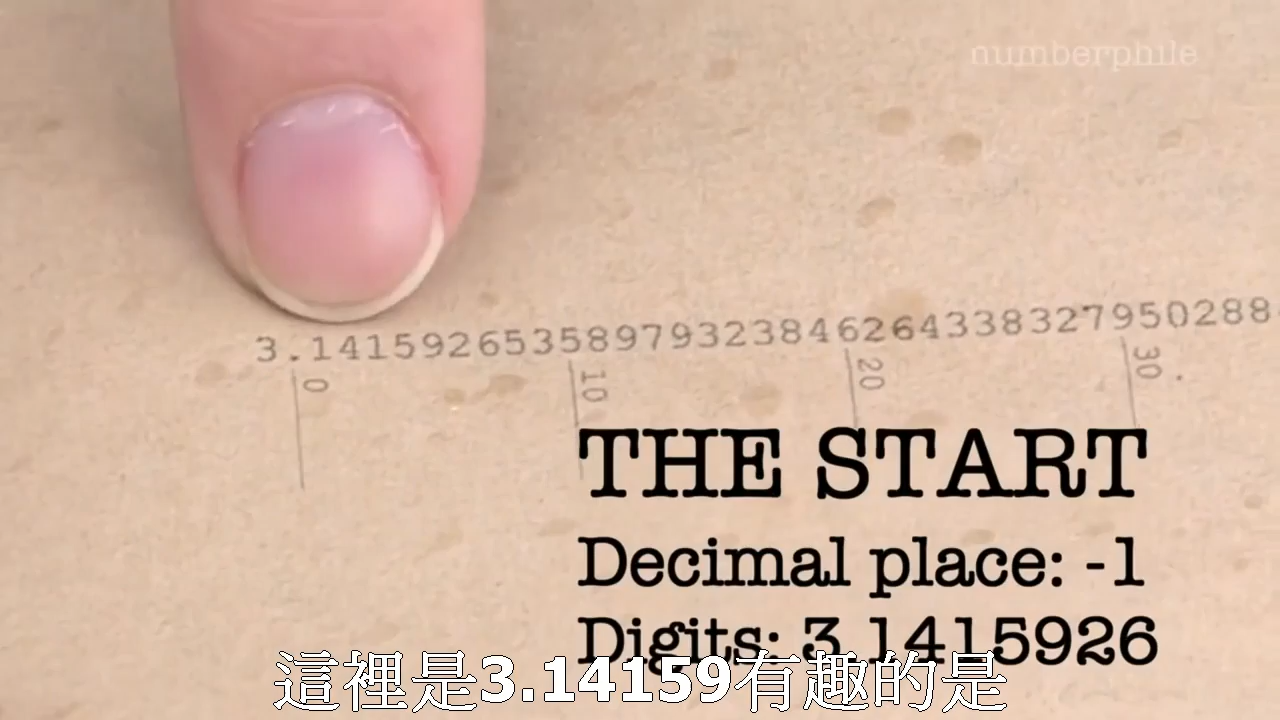 numberphile
3.14159265358979323846264338327950288
0 10 20 30
THE START
Decimal place: -1
Digits: 3.1415926
這裡是3.14159有趣的是